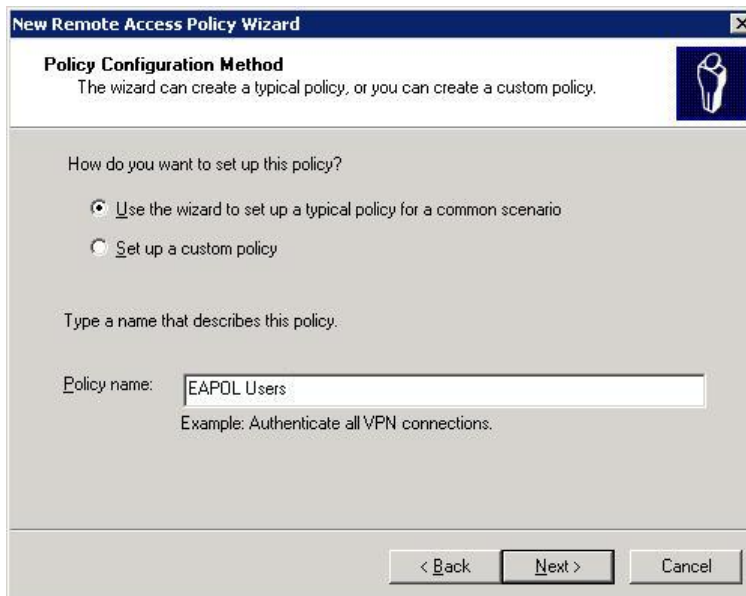 New Remote Access Policy Wizard
Policy Configuration Method
The wizard can create a typical policy, or you can create a custom policy.
How do you want to set up this policy?
Use the wizard to set up a typical policy for a common scenario
Set up a custom policy
Type a name that describes this policy.
Policy name: EAPOL Users
Example: Authenticate all VPN connections.
< Back Next > Cancel